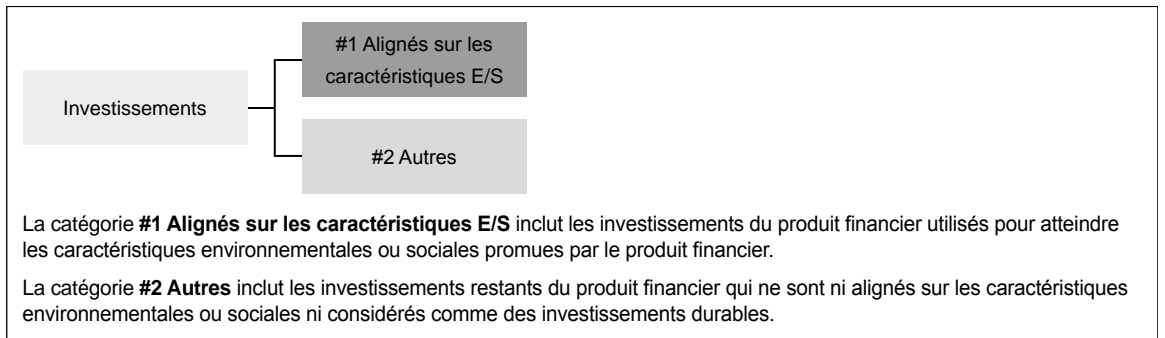 #1 Alignés sur les
caractéristiques E/S
Investissements
#2 Autres
La catégorie #1 Alignés sur les caractéristiques E/S inclut les investissements du produit financier utilisés pour atteindre
les caractéristiques environnementales ou sociales promues par le produit financier.
La catégorie #2 Autres inclut les investissements restants du produit financier qui ne sont ni alignés sur les caractéristiques
environnementales ou sociales ni considérés comme des investissements durables.